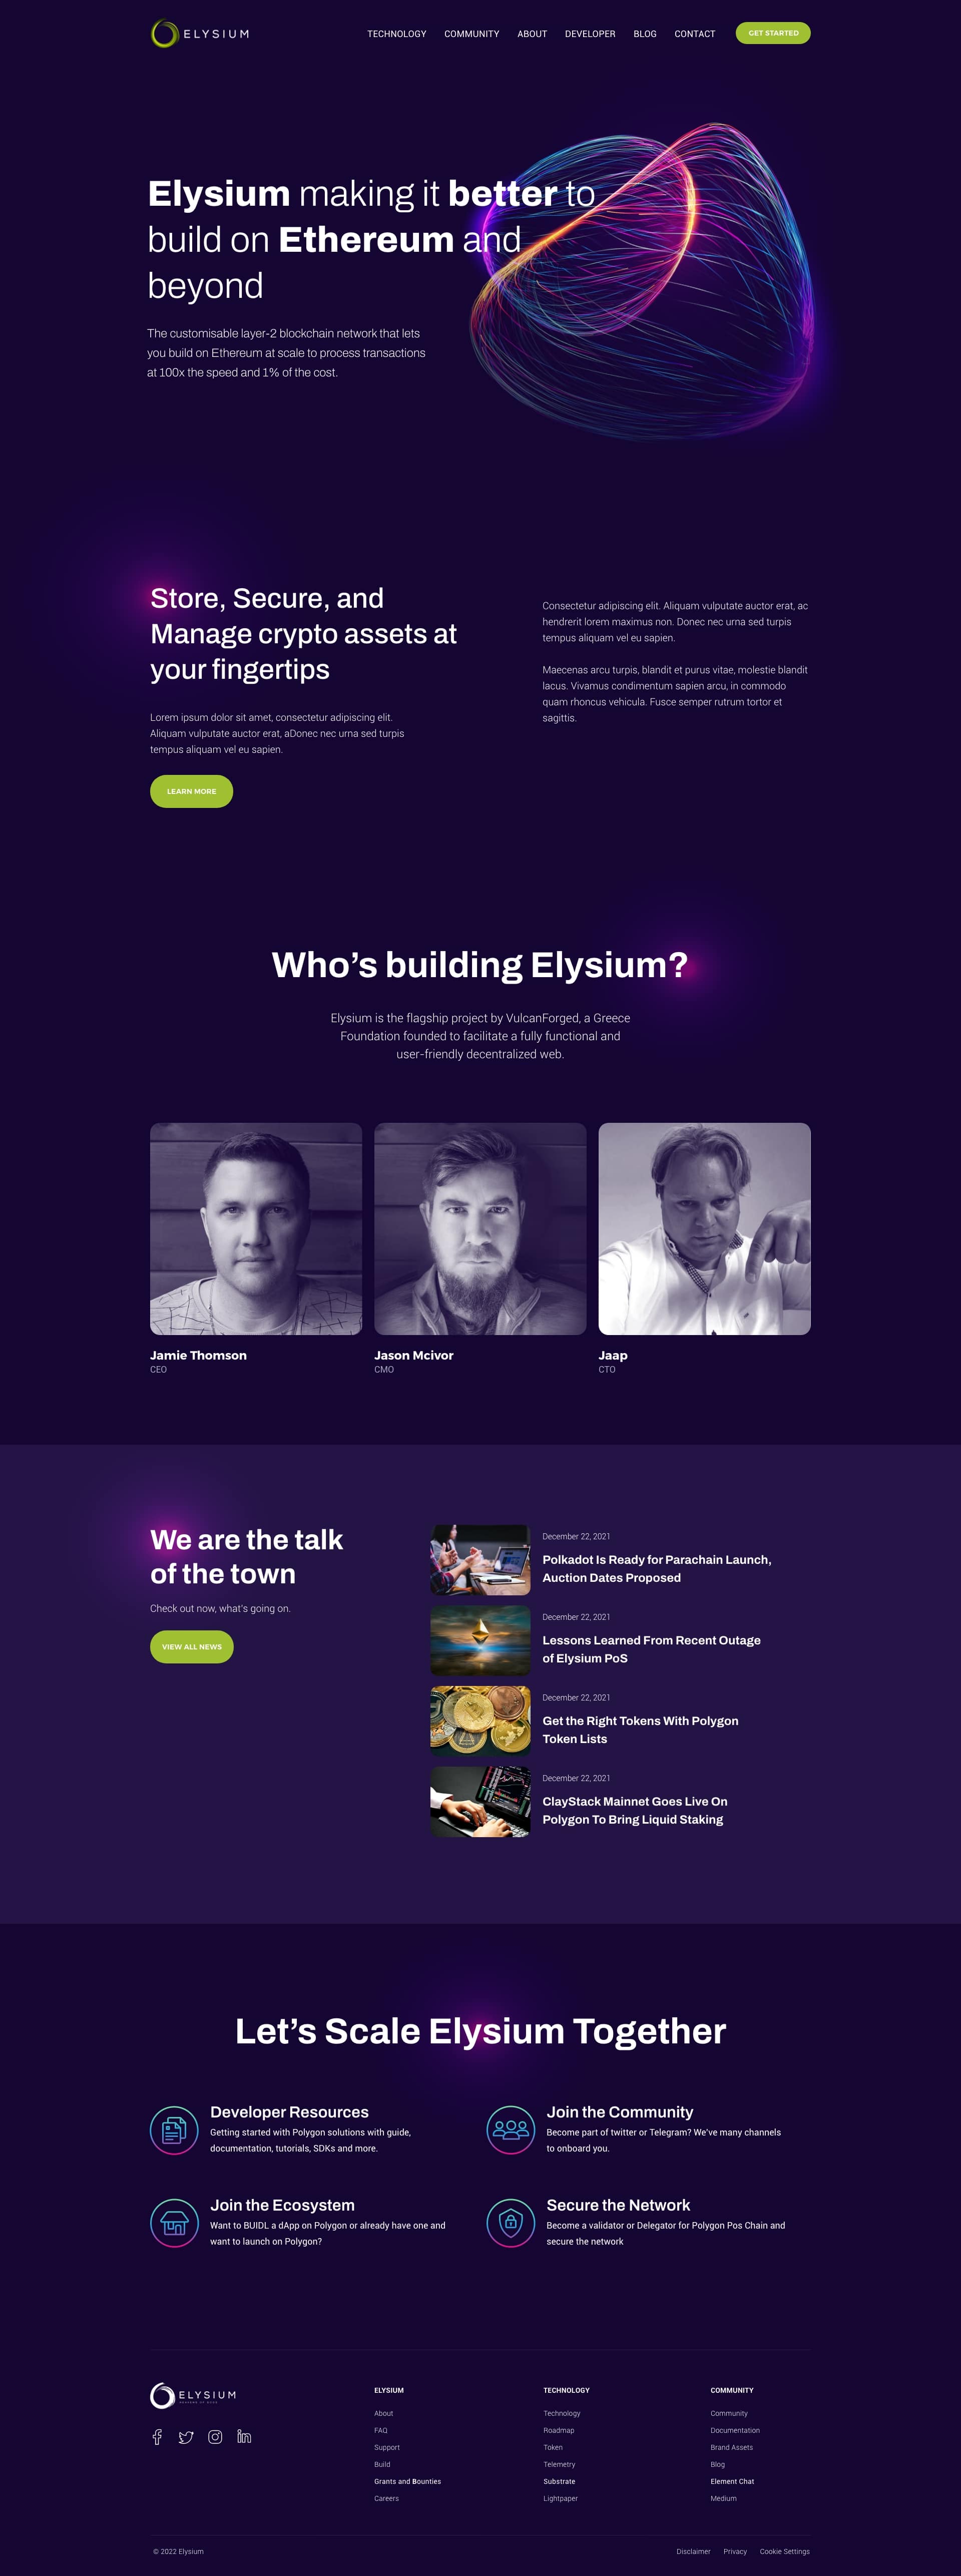 ELYSIUM
TECHNOLOGY COMMUNITY ABOUT DEVELOPER BLOG CONTACT GET STARTED
Elysium making it better to
build on Ethereum and
beyond
The customisable layer-2 blockchain network that lets
you build on Ethereum at scale to process transactions
at 100x the speed and 1% of the cost.
Store, Secure, and
Manage crypto assets at
your fingertips
Lorem ipsum dolor sit amet, consectetur adipiscing elit.
Aliquam vulputate auctor erat, aDonec nec urna sed turpis
tempus aliquam vel eu sapien.
LEARN MORE
Consectetur adipiscing elit. Aliquam vulputate auctor erat, ac
hendrerit lorem maximus non. Donec nec urna sed turpis
tempus aliquam vel eu sapien.
Maecenas arcu turpis, blandit et purus vitae, molestie blandit
lacus. Vivamus condimentum sapien arcu, in commodo
quam rhoncus vehicula. Fusce semper rutrum tortor et
sagittis.
Who's building Elysium?
Elysium is the flagship project by VulcanForged, a Greece
Foundation founded to facilitate a fully functional and
user-friendly decentralized web.
Jamie Thomson
CEO
Jason Mcivor
CMO
Jaap
CTO
We are the talk
of the town
Check out now, what's going on.
VIEW ALL NEWS
December 22, 2021
Polkadot Is Ready for Parachain Launch,
Auction Dates Proposed
December 22, 2021
Lessons Learned From Recent Outage
of Elysium PoS
December 22, 2021
Get the Right Tokens With Polygon
Token Lists
December 22, 2021
ClayStack Mainnet Goes Live On
Polygon To Bring Liquid Staking
Let's Scale Elysium Together
Developer Resources
Getting started with Polygon solutions with guide,
documentation, tutorials, SDKs and more.
Join the Community
Become part of twitter or Telegram? We've many channels
to onboard you.
Join the Ecosystem
Want to BUIDL a dApp on Polygon or already have one and
want to launch on Polygon?
Secure the Network
Become a validator or Delegator for Polygon Pos Chain and
secure the network
ELYSIUM
ELYSIUM
About
FAQ
Support
Build
Grants and Bounties
Careers
TECHNOLOGY
Technology
Roadmap
Token
Telemetry
Substrate
Lightpaper
COMMUNITY
Community
Documentation
Brand Assets
Blog
Element Chat
Medium
© 2022 Elysium
Disclaimer Privacy Cookie Settings